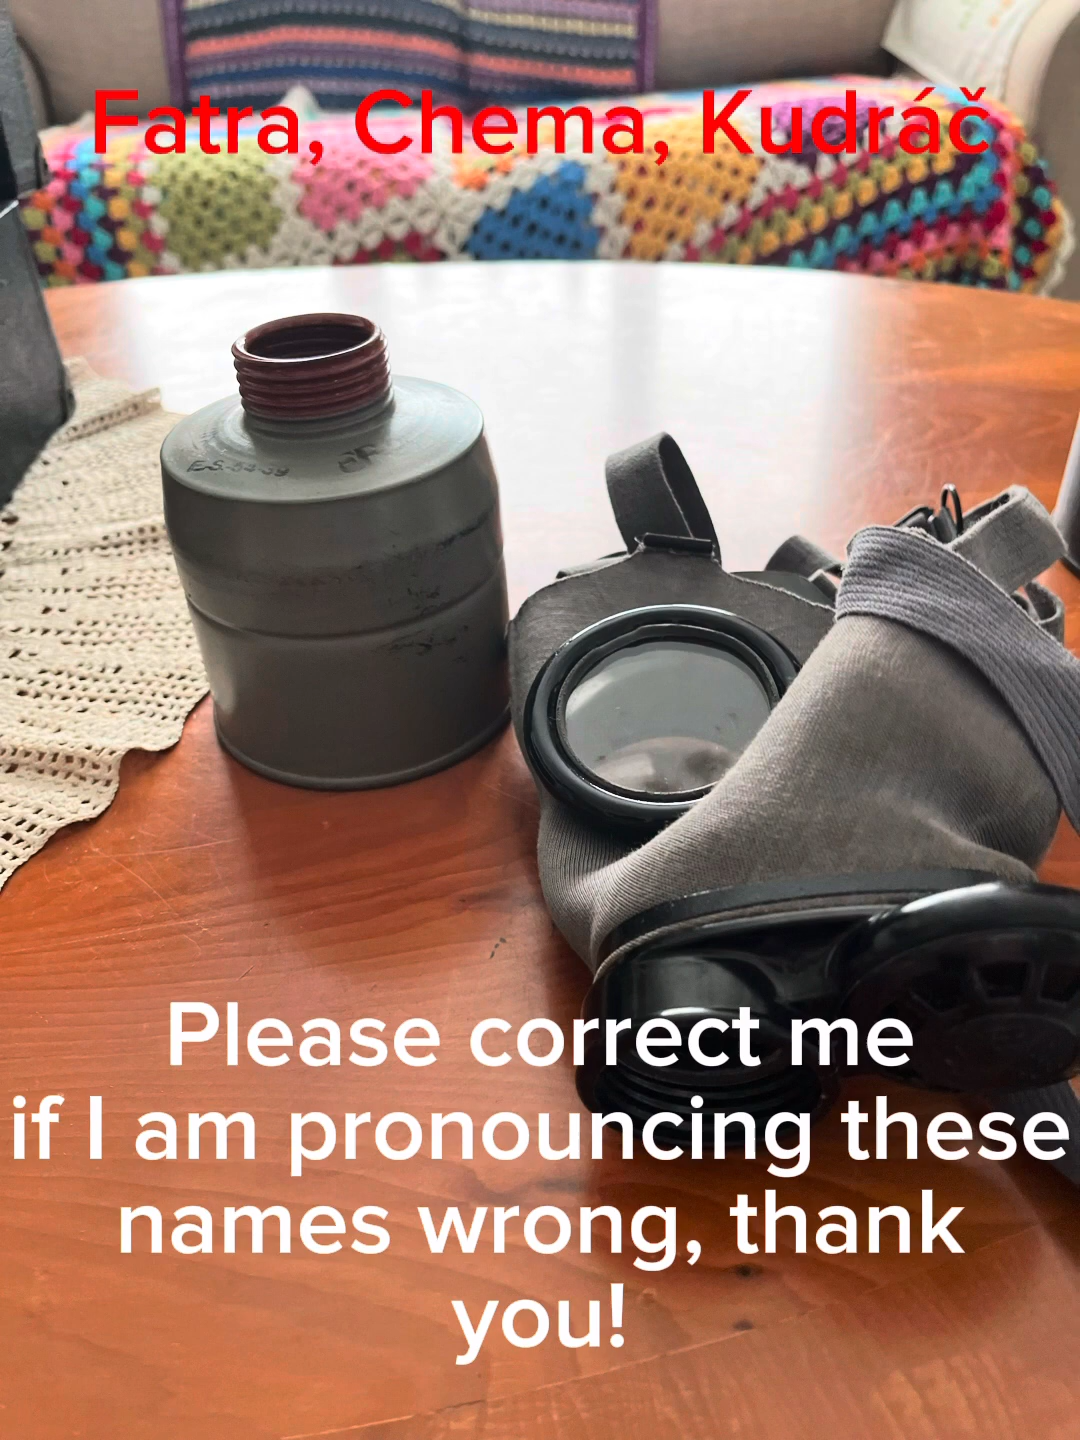 Fatra, Chema, Kudráč
Please correct me
if I am pronouncing these
names wrong, thank
you!